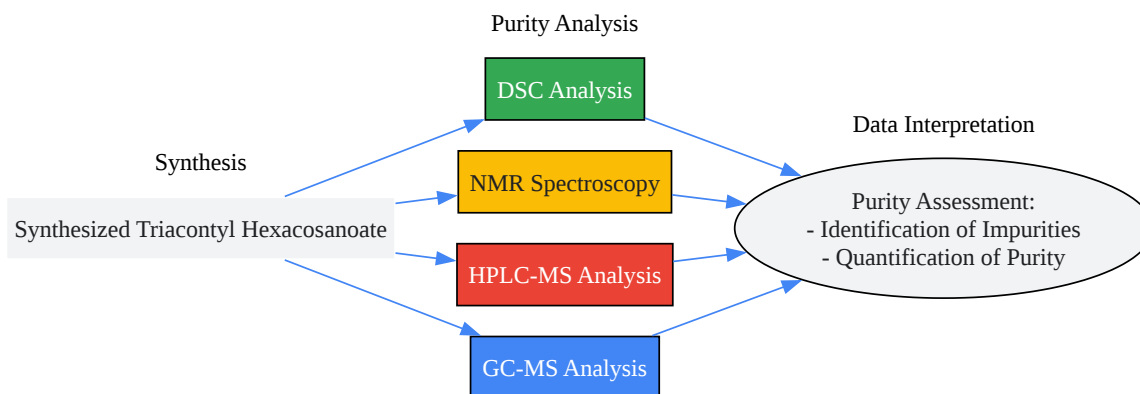 Purity Analysis
DSC Analysis
Data Interpretation
Synthesis
NMR Spectroscopy
Synthesized Triacontyl Hexacosanoate
Purity Assessment:
- Identification of Impurities
- Quantification of Purity
HPLC-MS Analysis
GC-MS Analysis